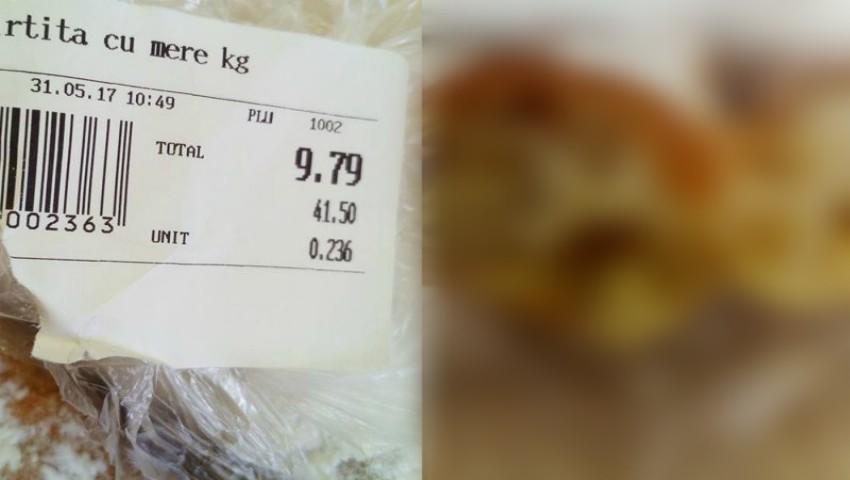 rtita cu mere kg
31.05.17 10:49
PLU 1002
TOTAL 9.79
41.50
UNIT 0.236
002363